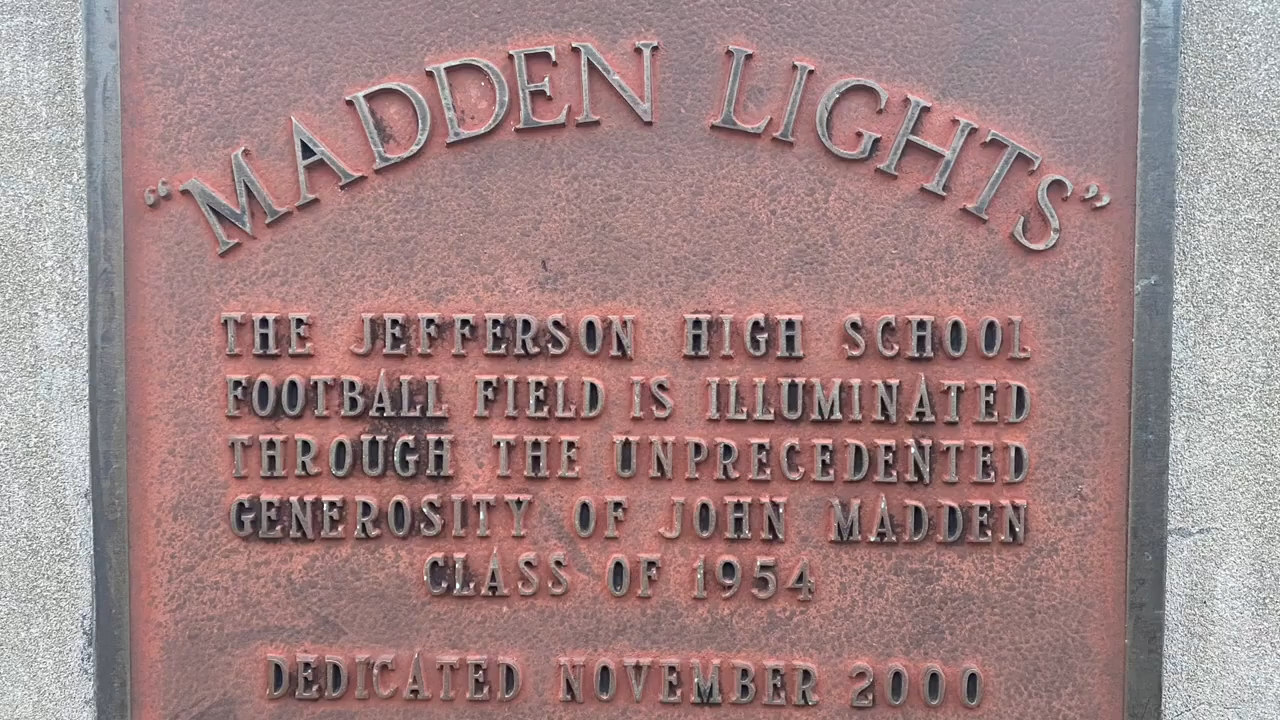 “MADDEN LIGHTS”
THE JEFFERSON HIGH SCHOOL
FOOTBALL FIELD IS ILLUMINATED
THROUGH THE UNPRECEDENTED
GENEROSITY OF JOHN MADDEN
CLASS OF 1954
DEDICATED NOVEMBER 2000